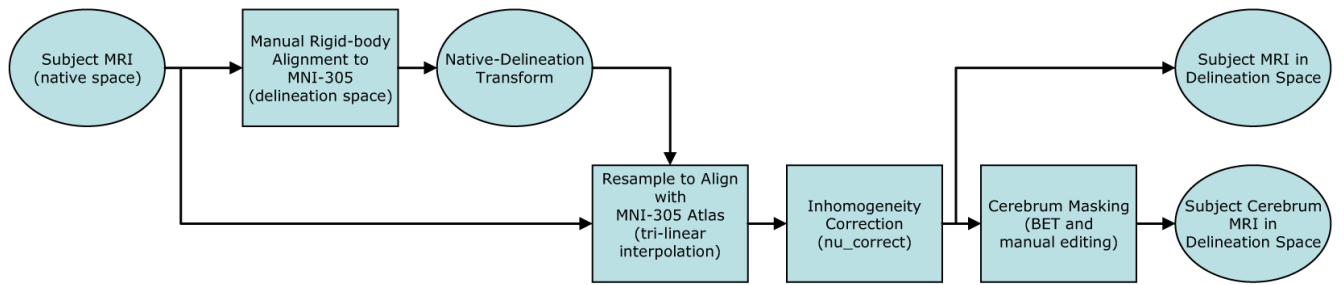 Subject MRI
(native space)
Manual Rigid-body
Alignment to
MNI-305
(delineation space)
Native-Delineation
Transform
Subject MRI in
Delineation Space
Resample to Align
with
MNI-305 Atlas
(tri-linear
interpolation)
Inhomogeneity
Correction
(nu_correct)
Cerebrum Masking
(BET and
manual editing)
Subject Cerebrum
MRI in
Delineation Space